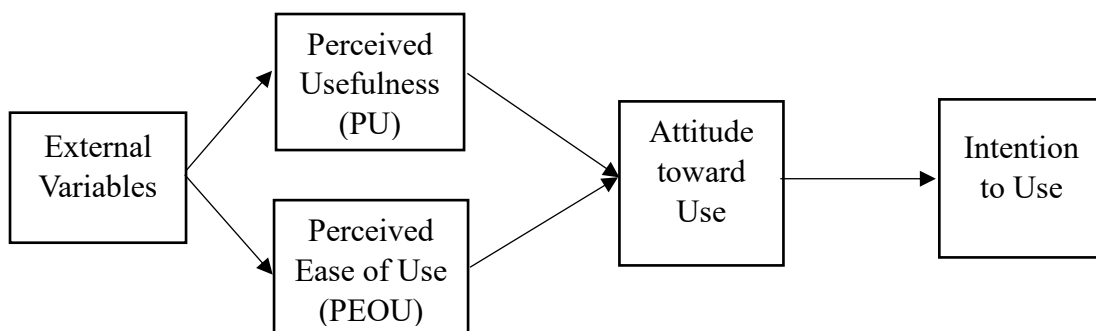 External
Variables
Perceived
Usefulness
(PU)
Perceived
Ease of Use
(PEOU)
Attitude
toward
Use
Intention
to Use